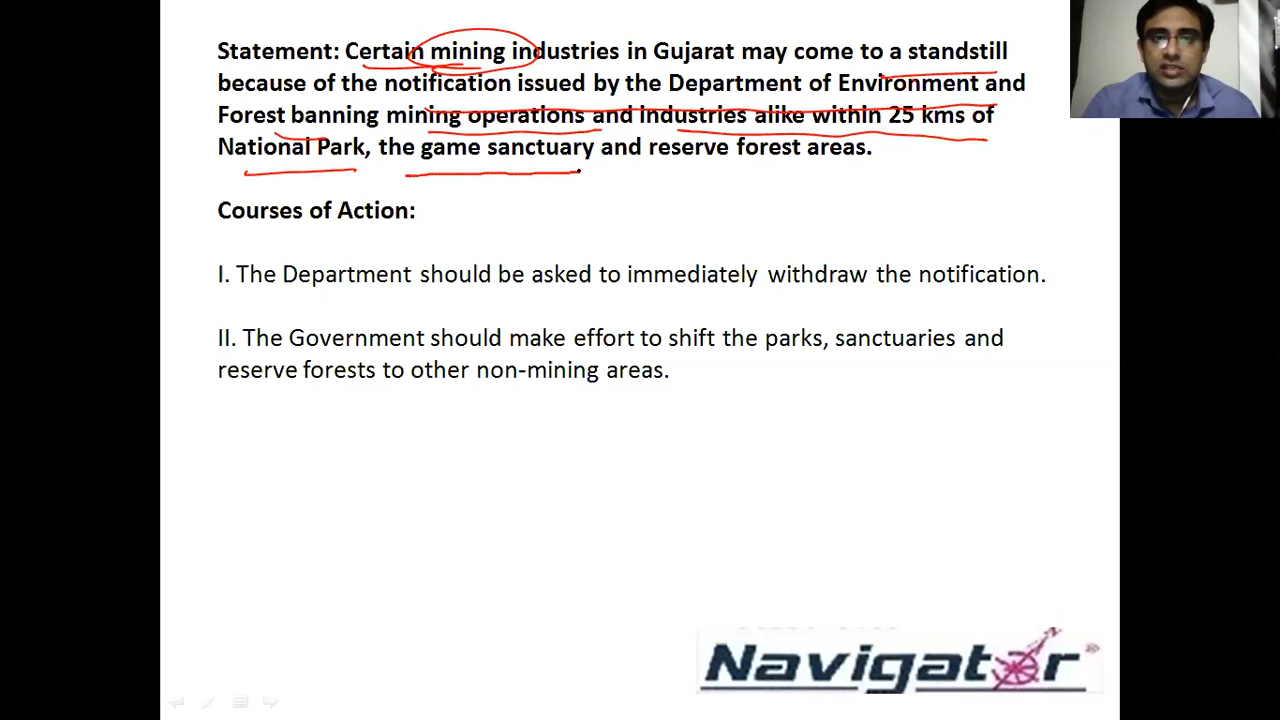 Statement: Certain mining industries in Gujarat may come to a standstill
because of the notification issued by the Department of Environment and
Forest banning mining operations and industries alike within 25 kms of
National Park, the game sanctuary and reserve forest areas.
Courses of Action:
I. The Department should be asked to immediately withdraw the notification.
II. The Government should make effort to shift the parks, sanctuaries and
reserve forests to other non-mining areas.
Navigator